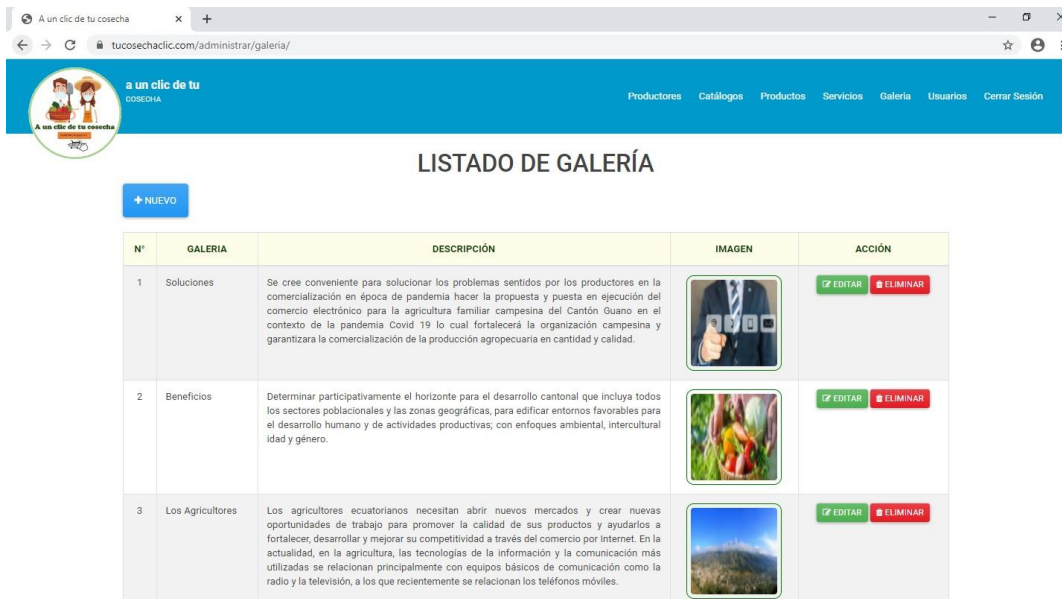 A un clic de tu cosecha
tucosechaclic.com/administrar/galeria/
a un clic de tu
COSECHA
A un clic de tu cosecha
Productores Catálogos Productos Servicios Galeria Usuarios Cerrar Sesión
LISTADO DE GALERÍA
NUEVO
N° GALERIA DESCRIPCIÓN IMAGEN ACCIÓN
1 Soluciones
Se cree conveniente para solucionar los problemas sentidos por los productores en la
comercialización en época de pandemia hacer la propuesta y puesta en ejecución del
comercio electrónico para la agricultura familiar campesina del Cantón Guano en el
contexto de la pandemia Covid 19 lo cual fortalecerá la organización campesina y
garantizara la comercialización de la producción agropecuaria en cantidad y calidad.
EDITAR ELIMINAR
2 Beneficios
Determinar participativamente el horizonte para el desarrollo cantonal que incluya todos
los sectores poblacionales y las zonas geográficas, para edificar entornos favorables para
el desarrollo humano y de actividades productivas; con enfoques ambiental, intercultural
idad y género.
EDITAR ELIMINAR
3 Los Agricultores
Los agricultores ecuatorianos necesitan abrir nuevos mercados y crear nuevas
oportunidades de trabajo para promover la calidad de sus productos y ayudarlos a
fortalecer, desarrollar y mejorar su competitividad a través del comercio por Internet. En la
actualidad, en la agricultura, las tecnologías de la información y la comunicación más
utilizadas se relacionan principalmente con equipos básicos de comunicación como la
radio y la televisión, a los que recientemente se relacionan los teléfonos móviles.
EDITAR ELIMINAR